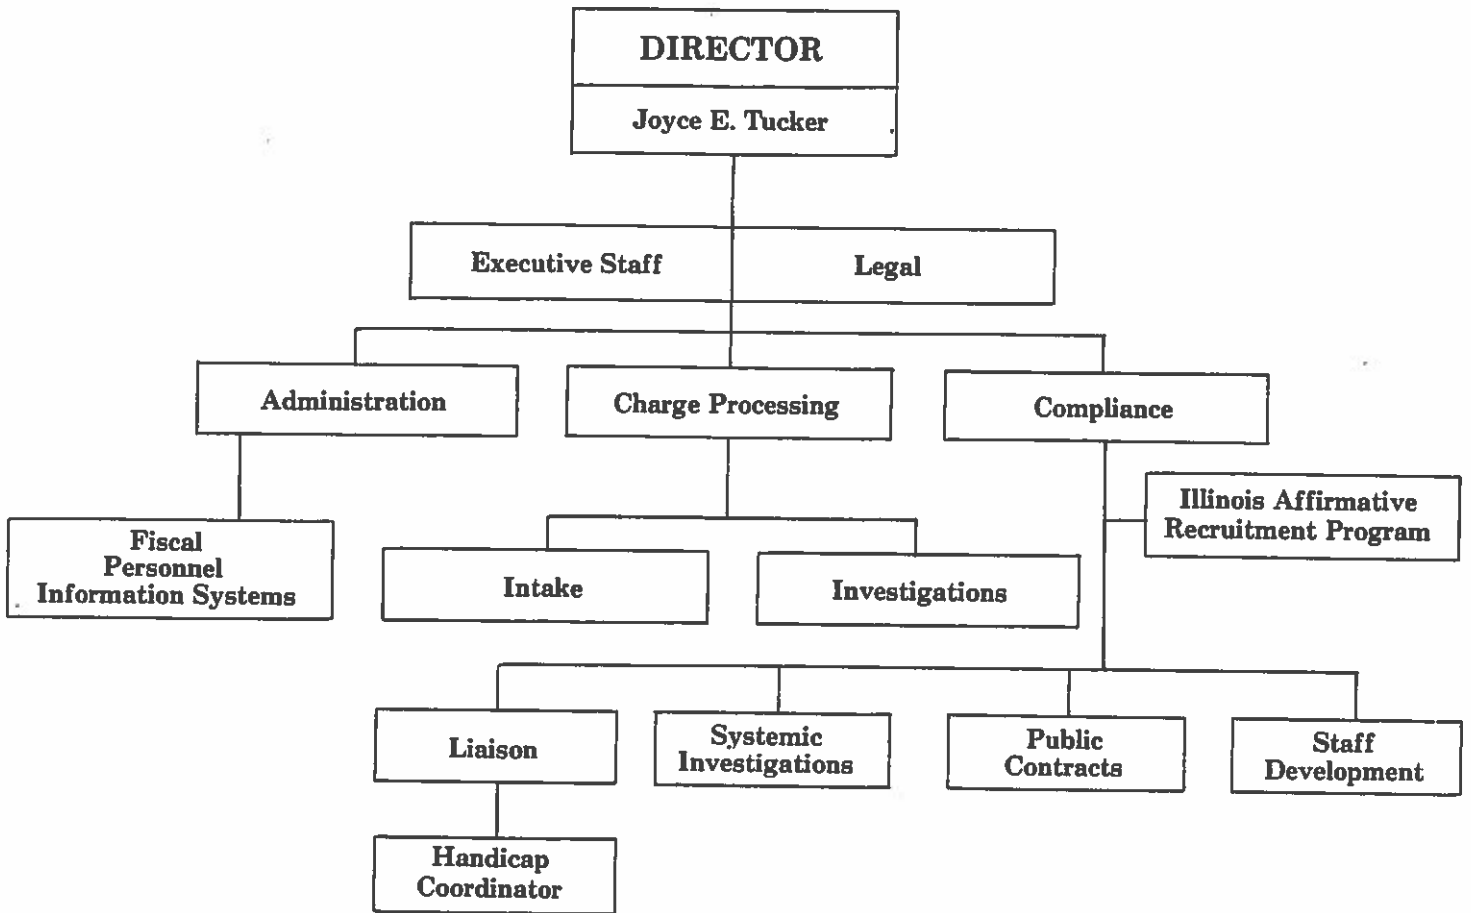 DIRECTOR
Joyce E. Tucker
Executive Staff
Legal
Administration
Charge Processing
Compliance
Illinois Affirmative
Recruitment Program
Fiscal
Personnel
Information Systems
Intake
Investigations
Liaison
Systemic
Investigations
Public
Contracts
Staff
Development
Handicap
Coordinator